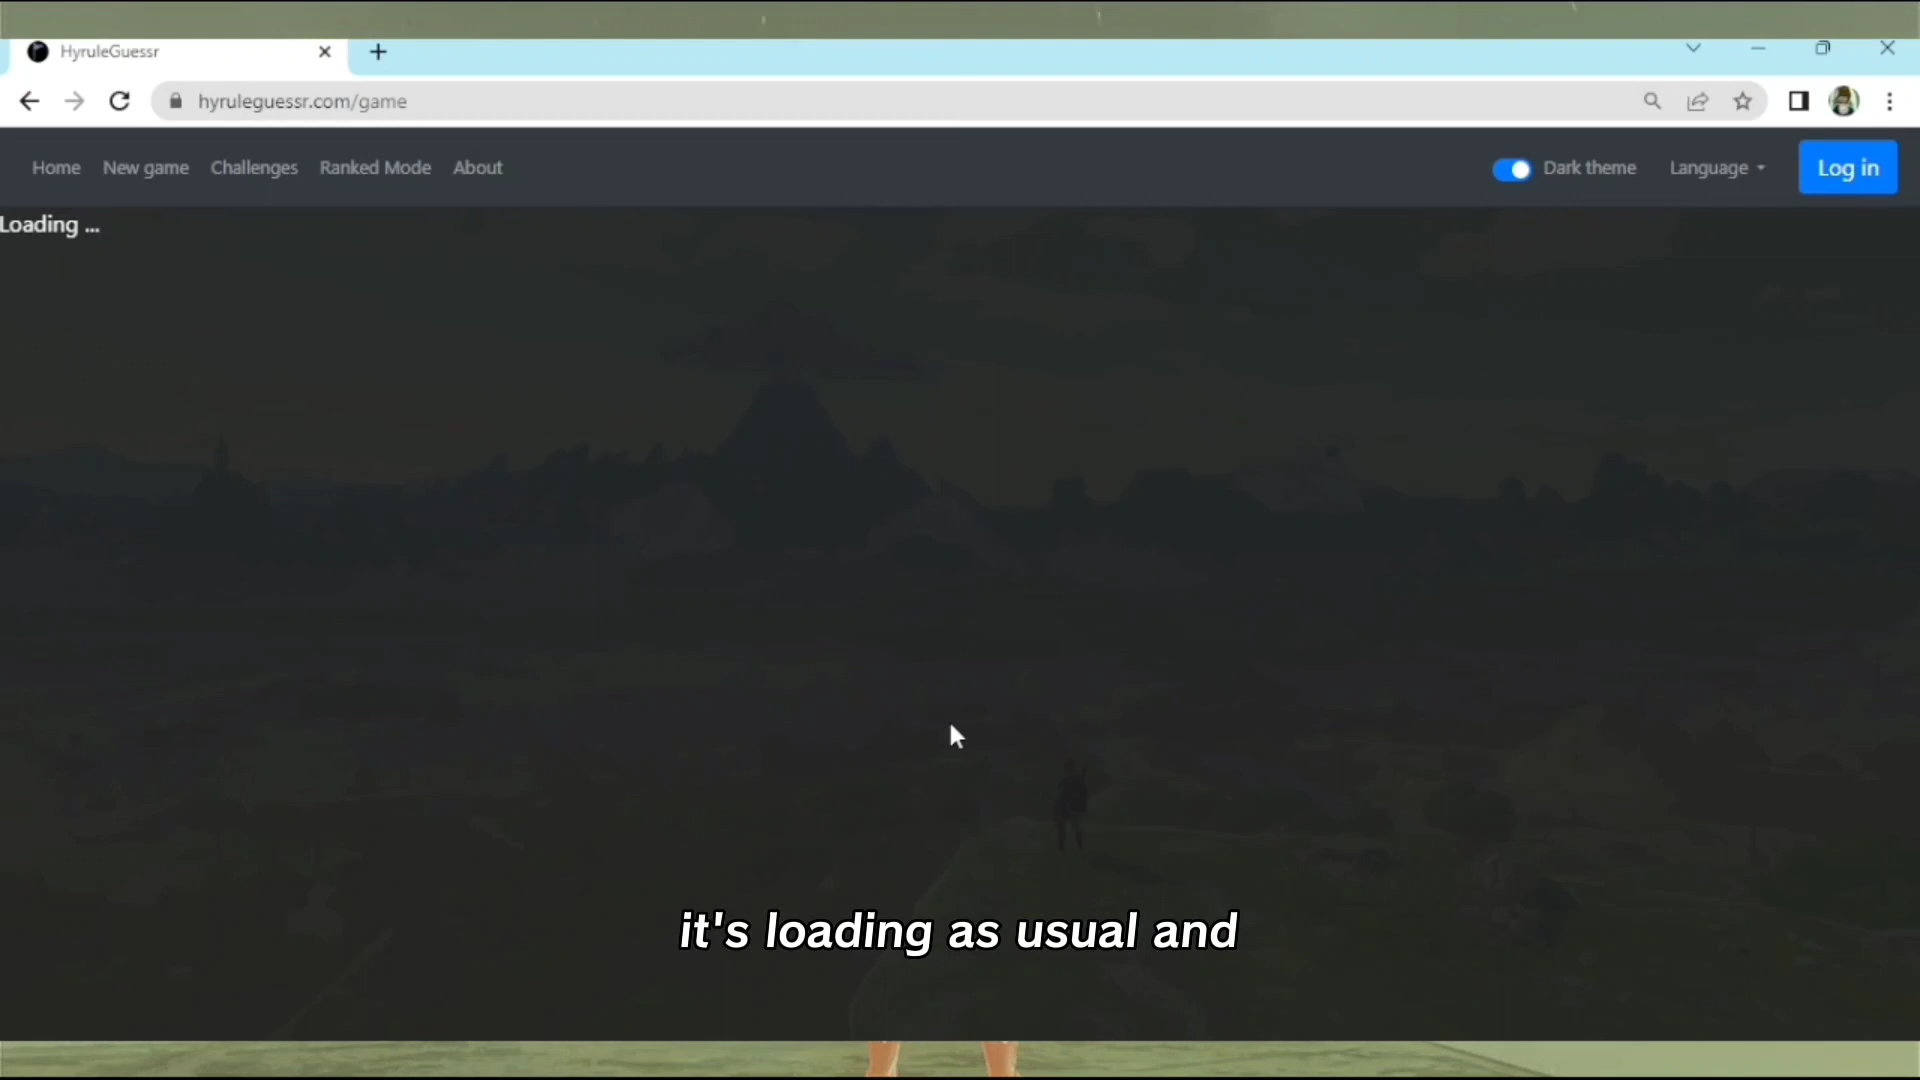 HyruleGuessr
hyruleguessr.com/game
Home New game Challenges Ranked Mode About Dark theme Language Log in
Loading ...
it's loading as usual and